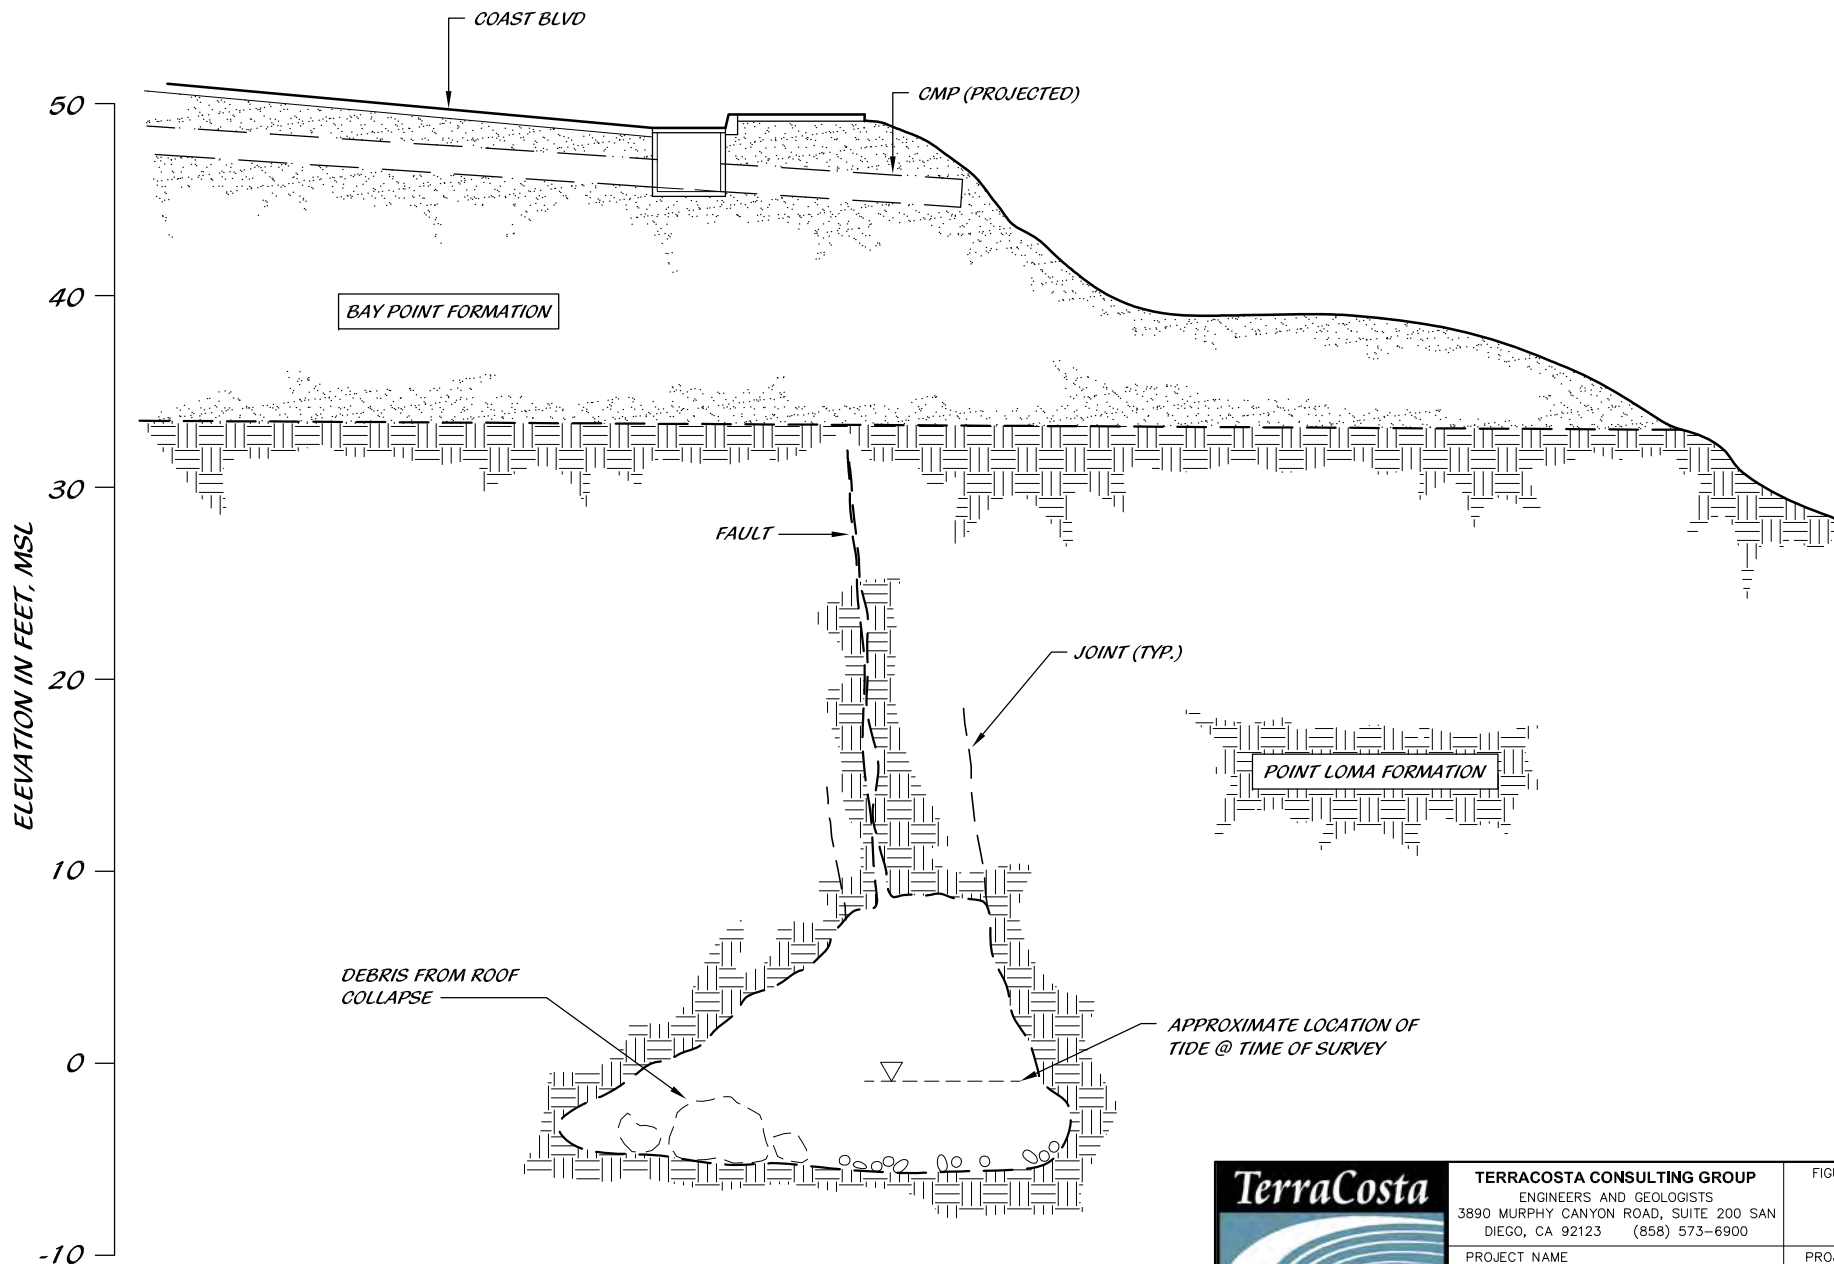 COAST BLVD
CMP (PROJECTED)
50
40
30
20
10
0
-10
ELEVATION IN FEET, MSL
BAY POINT FORMATION
FAULT
JOINT (TYP.)
POINT LOMA FORMATION
DEBRIS FROM ROOF
COLLAPSE
APPROXIMATE LOCATION OF
TIDE @ TIME OF SURVEY
TerraCosta
TERRACOSTA CONSULTING GROUP
ENGINEERS AND GEOLOGISTS
3890 MURPHY CANYON ROAD, SUITE 200 SAN
DIEGO, CA 92123 (858) 573-6900
PROJECT NAME